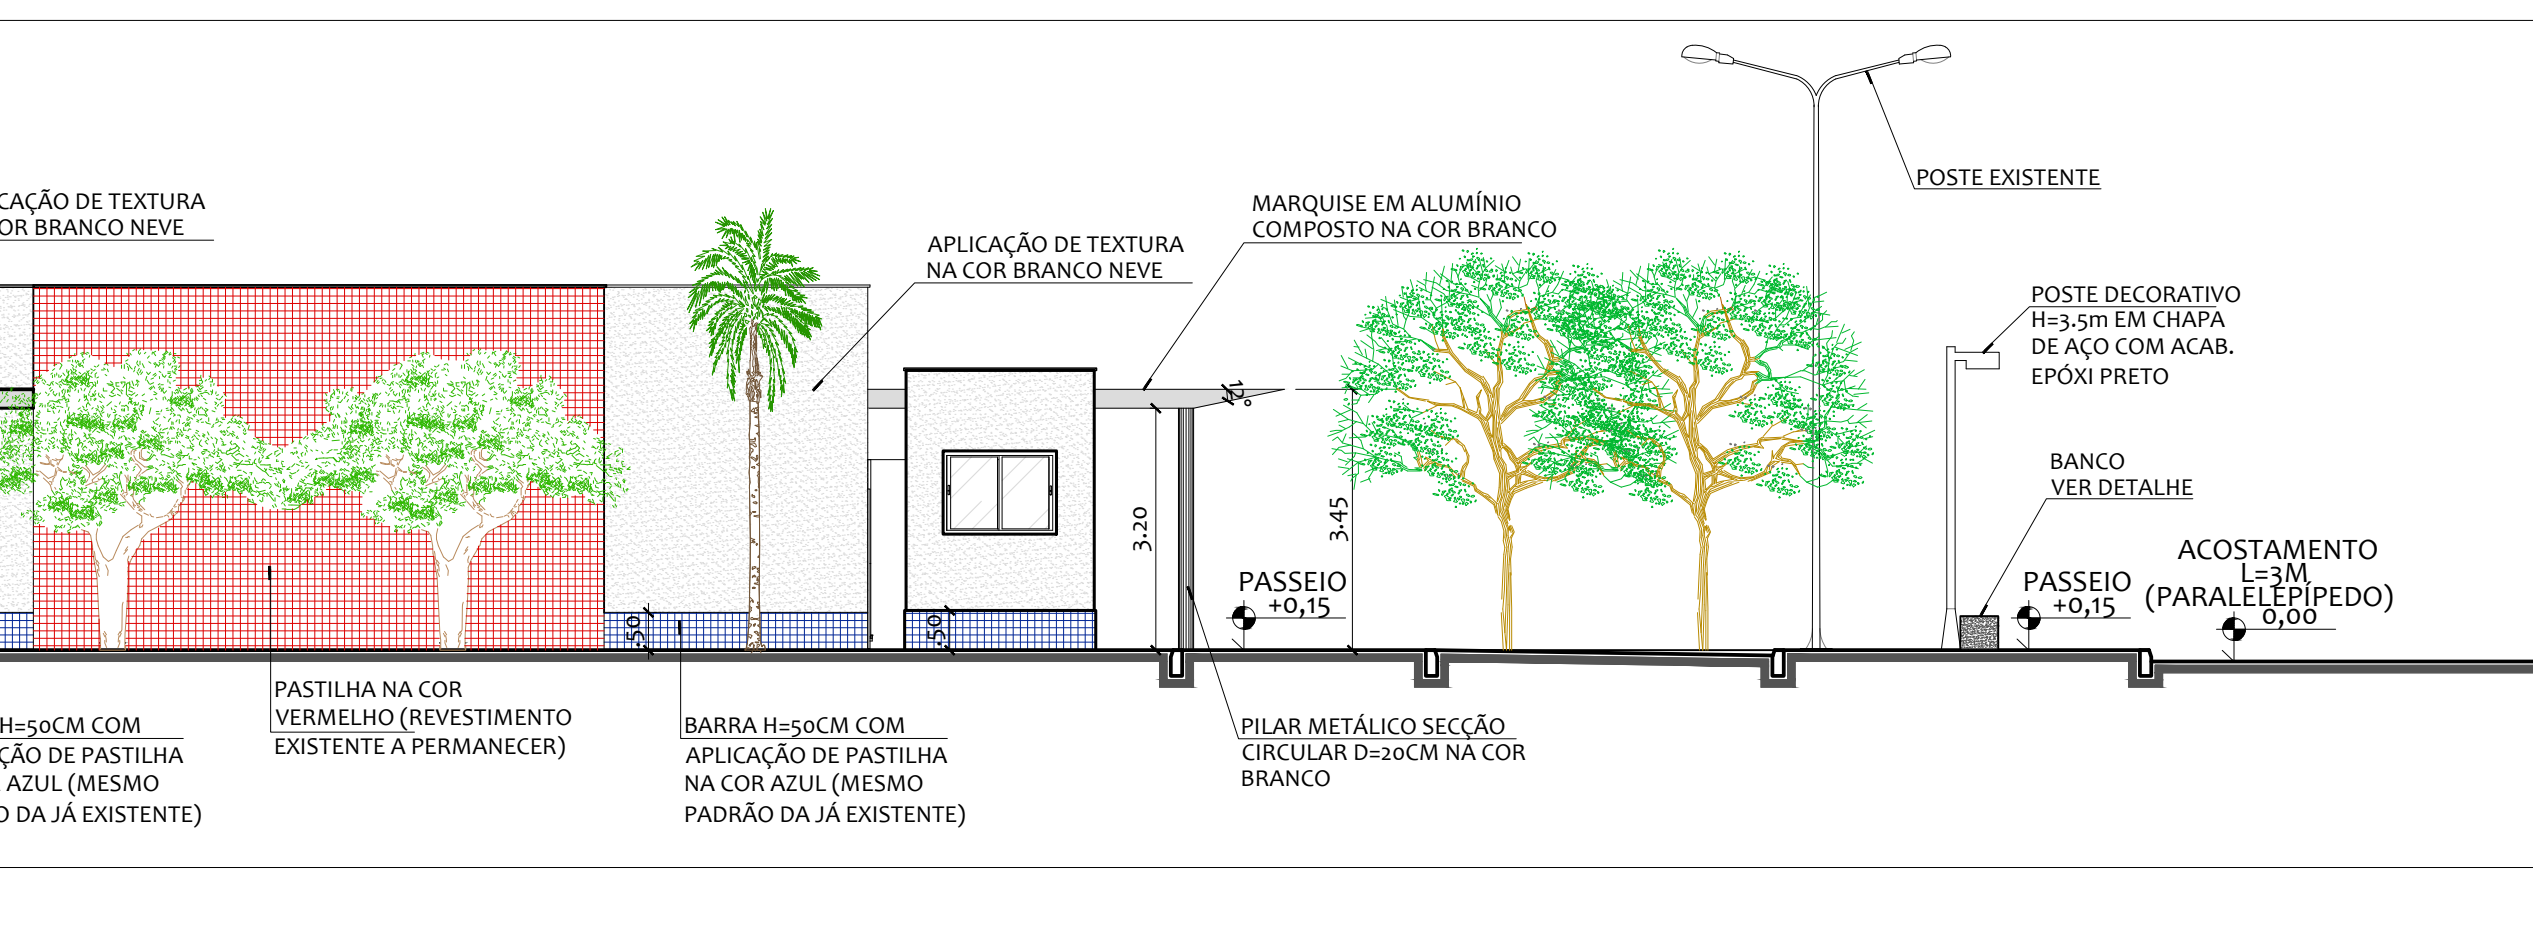 CAÇÃO DE TEXTURA
OR BRANCO NEVE
APLICAÇÃO DE TEXTURA
NA COR BRANCO NEVE
MARQUISE EM ALUMÍNIO
COMPOSTO NA COR BRANCO
POSTE EXISTENTE
POSTE DECORATIVO
H=3.5m EM CHAPA
DE AÇO COM ACAB.
EPÓXI PRETO
12°
BANCO
VER DETALHE
3.20
3.45
PASSEIO
+0,15
PASSEIO
+0,15
ACOSTAMENTO
L=3M
(PARALELEPÍPEDO)
0,00
.50
.50
PASTILHA NA COR
VERMELHO (REVESTIMENTO
EXISTENTE A PERMANECER)
H=50CM COM
ÇÃO DE PASTILHA
AZUL (MESMO
O DA JÁ EXISTENTE)
BARRA H=50CM COM
APLICAÇÃO DE PASTILHA
NA COR AZUL (MESMO
PADRÃO DA JÁ EXISTENTE)
PILAR METÁLICO SECÇÃO
CIRCULAR D=20CM NA COR
BRANCO